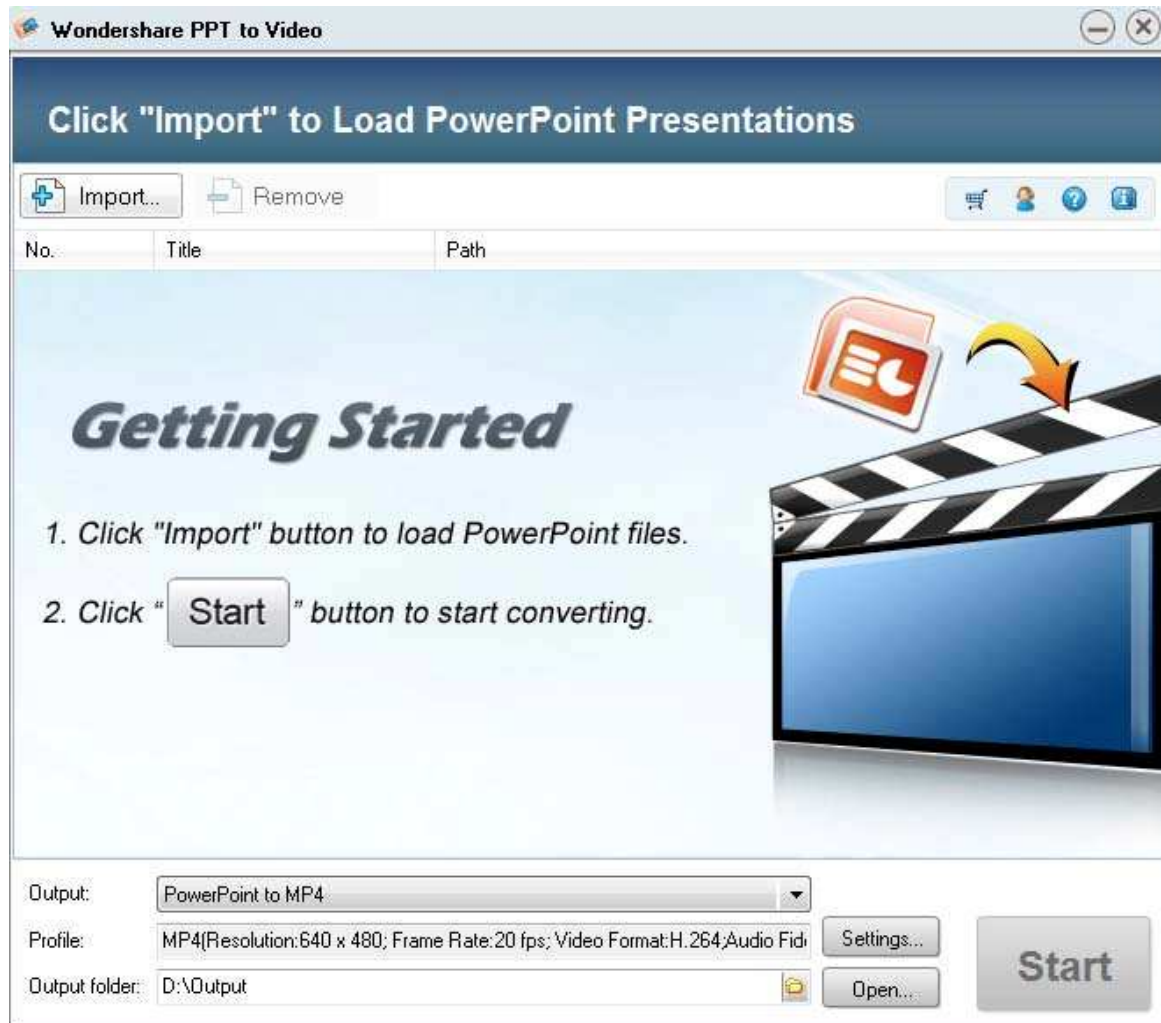 Wondershare PPT to Video
Click "Import" to Load PowerPoint Presentations
Import... Remove
No. Title Path
Getting Started
1. Click "Import" button to load PowerPoint files.
2. Click “ Start ” button to start converting.
Output: PowerPoint to MP4
Profile: MP4(Resolution:640 x 480; Frame Rate:20 fps; Video Format:H.264;Audio Settings...
Output folder: D:\Output Open...
Start